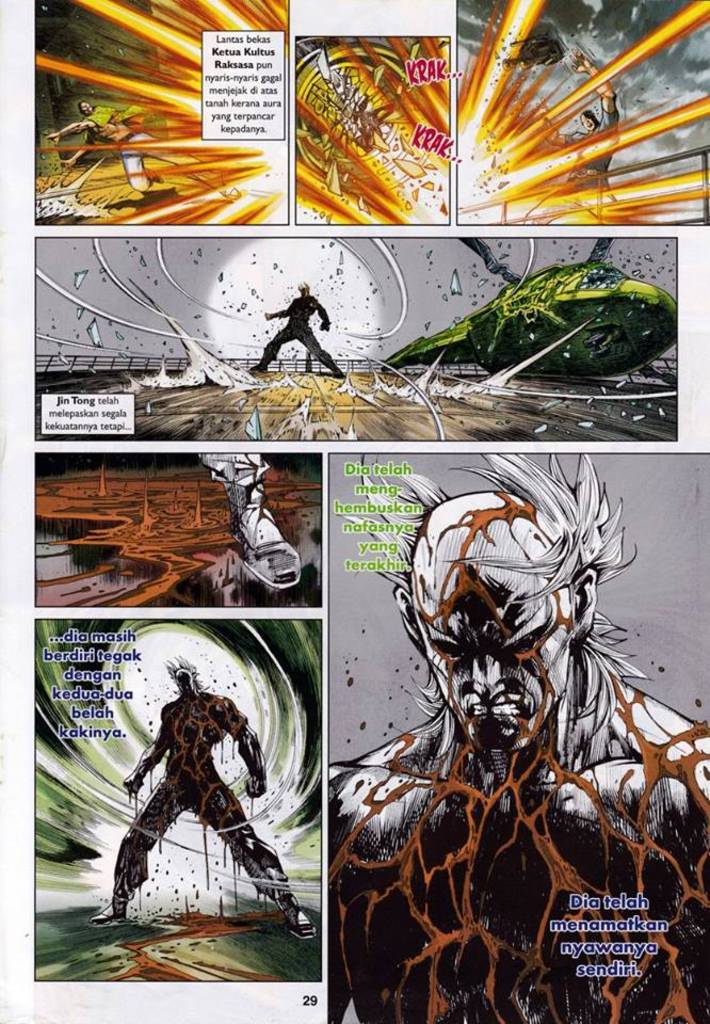 Lantas bekas
Ketua Kultus
Raksasa pun
nyaris-nyaris gagal
menjejak di atas
tanah kerana aura
yang terpancar
kepadanya.
KRAK...
KRAK...
Jin Tong telah
melepaskan segala
kekuatannya tetapi...
Dia telah
meng-
hembuskan
nafasnya
yang
terakhir.
...dia masih
berdiri tegak
dengan
kedua-dua
belah
kakinya.
Dia telah
menamatkan
nyawanya
sendiri.
29